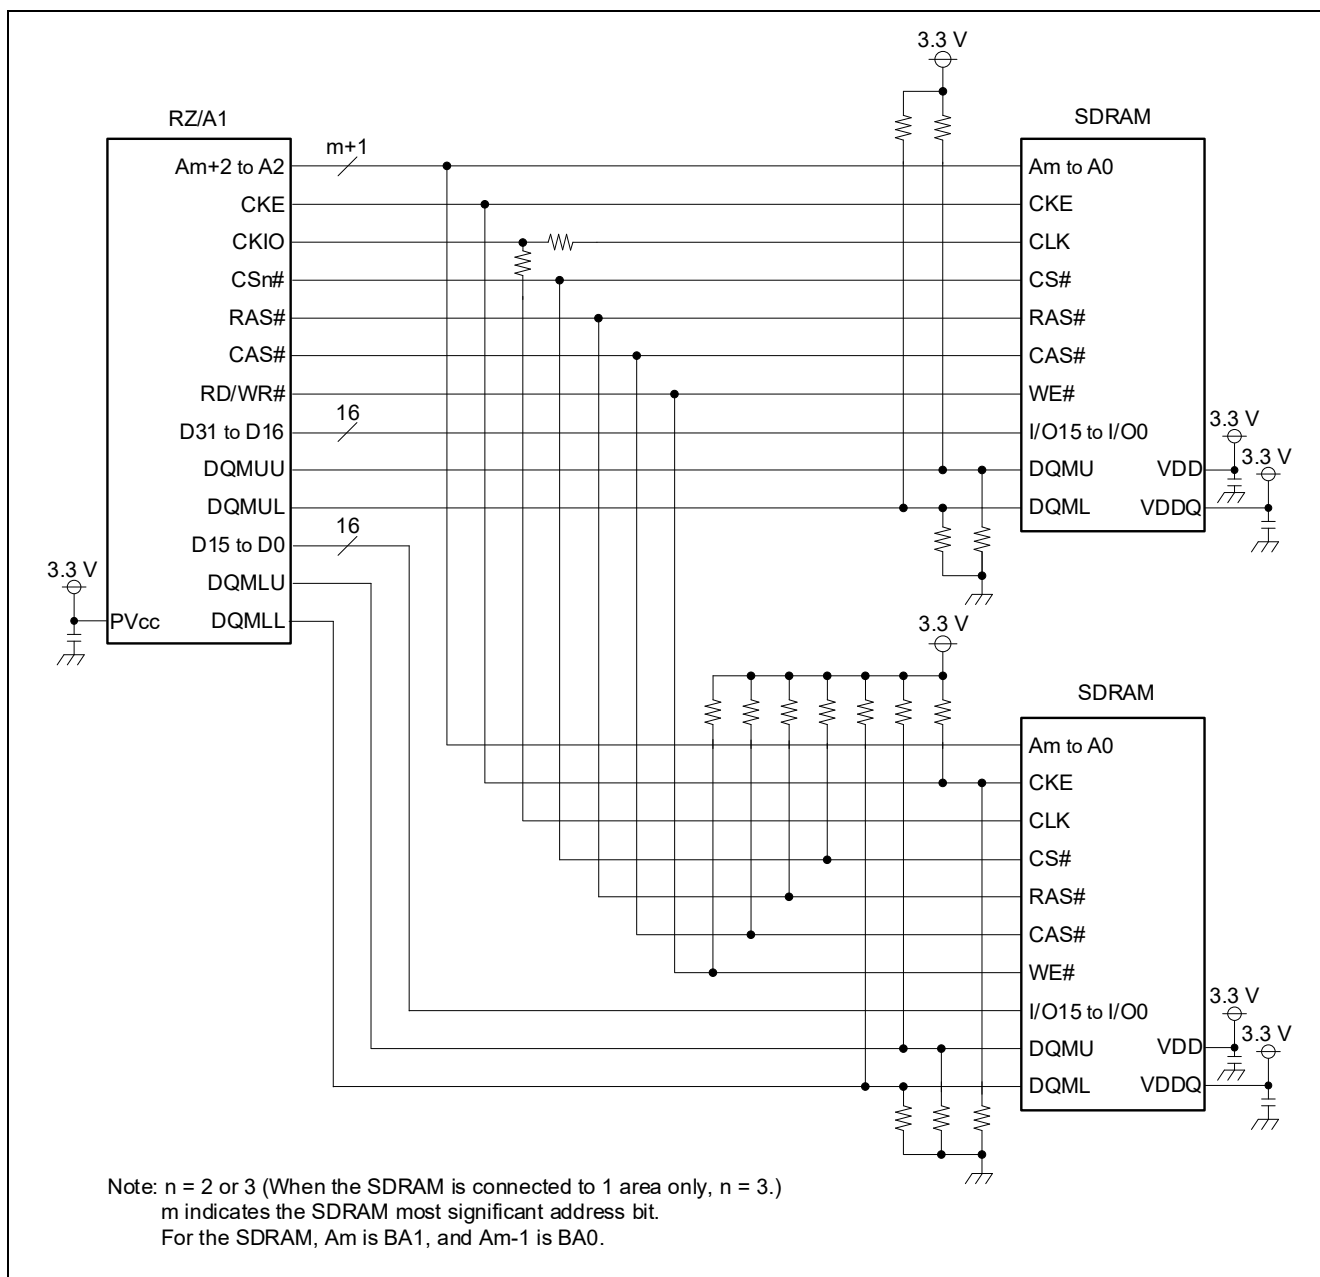 3.3 V
RZ/A1
SDRAM
m+1
Am+2 to A2
Am to A0
CKE
CKE
CKIO
CLK
CSn#
CS#
RAS#
RAS#
CAS#
CAS#
RD/WR#
WE#
16
D31 to D16
I/O15 to I/O0
3.3 V
DQMUU
DQMU
VDD
3.3 V
DQMUL
DQML
VDDQ
16
D15 to D0
3.3 V
DQMLU
PVcc
DQMLL
3.3 V
SDRAM
Am to A0
CKE
CLK
CS#
RAS#
CAS#
WE#
I/O15 to I/O0
3.3 V
DQMU
VDD
3.3 V
DQML
VDDQ
Note: n = 2 or 3 (When the SDRAM is connected to 1 area only, n = 3.)
m indicates the SDRAM most significant address bit.
For the SDRAM, Am is BA1, and Am-1 is BA0.